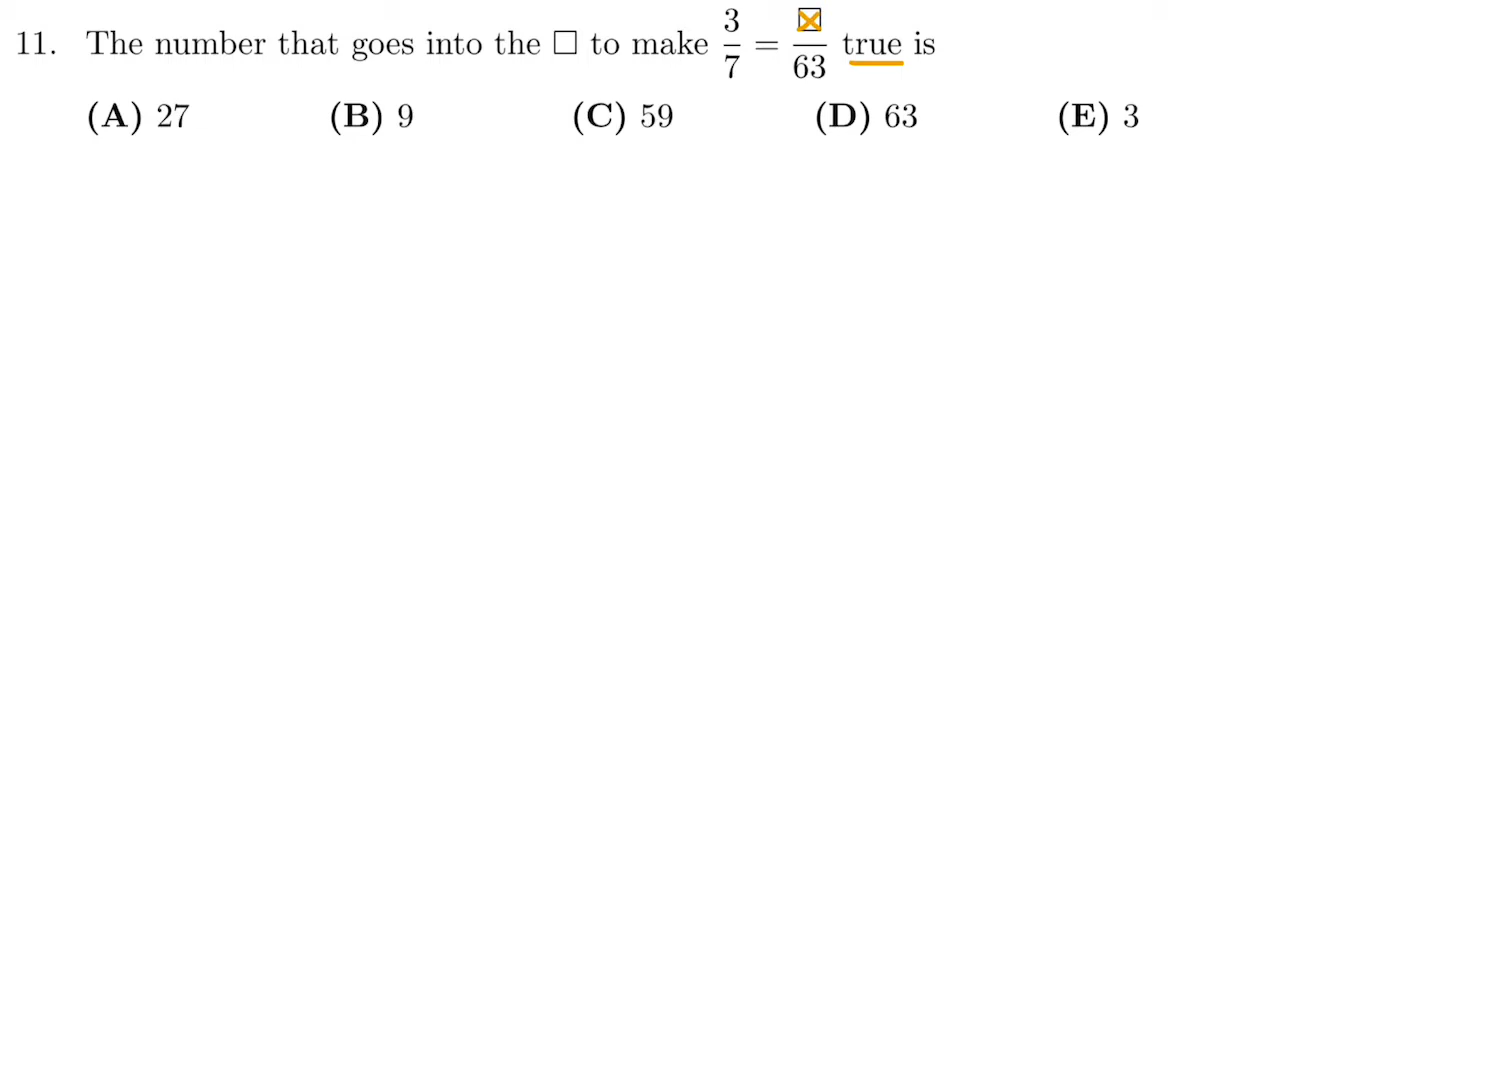 11. The number that goes into the □ to make 3/7 = □/63 true is
(A) 27 (B) 9 (C) 59 (D) 63 (E) 3